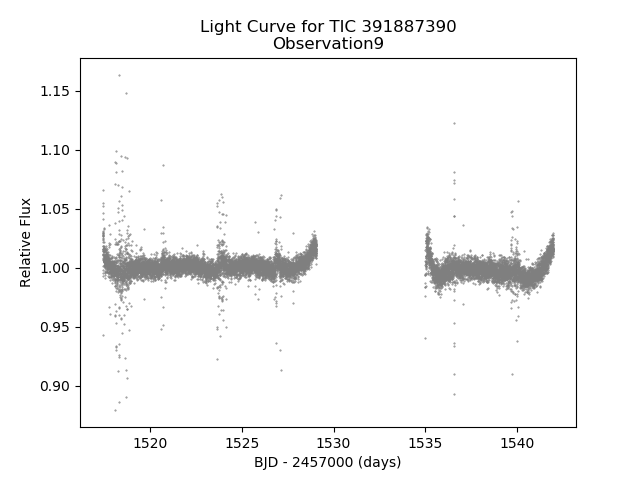 Light Curve for TIC 391887390
Observation9
1.15
1.10
1.05
1.00
0.95
0.90
Relative Flux
1520
1525
1530
1535
1540
BJD - 2457000 (days)